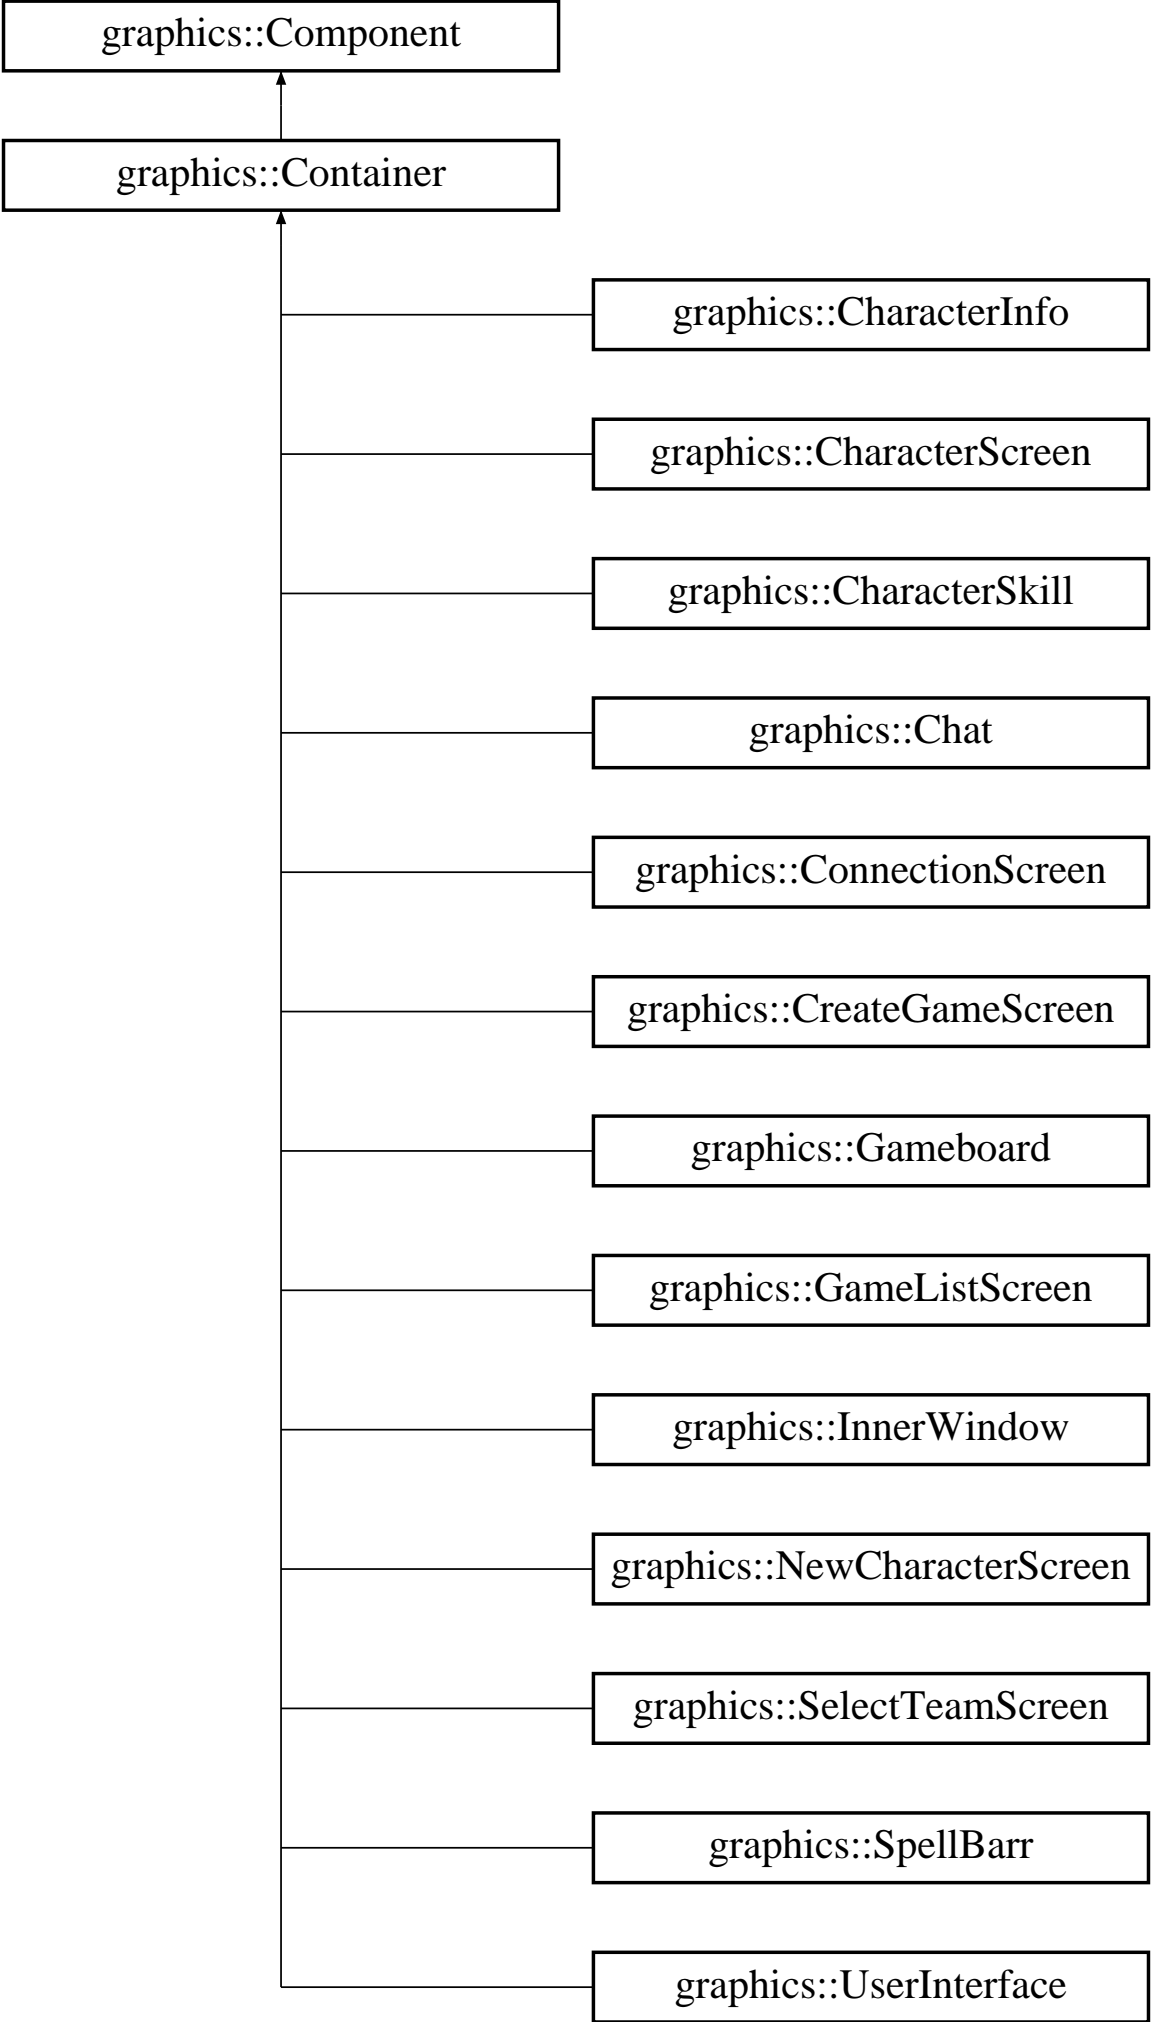 graphics::Component
graphics::Container
graphics::CharacterInfo
graphics::CharacterScreen
graphics::CharacterSkill
graphics::Chat
graphics::ConnectionScreen
graphics::CreateGameScreen
graphics::Gameboard
graphics::GameListScreen
graphics::InnerWindow
graphics::NewCharacterScreen
graphics::SelectTeamScreen
graphics::SpellBarr
graphics::UserInterface